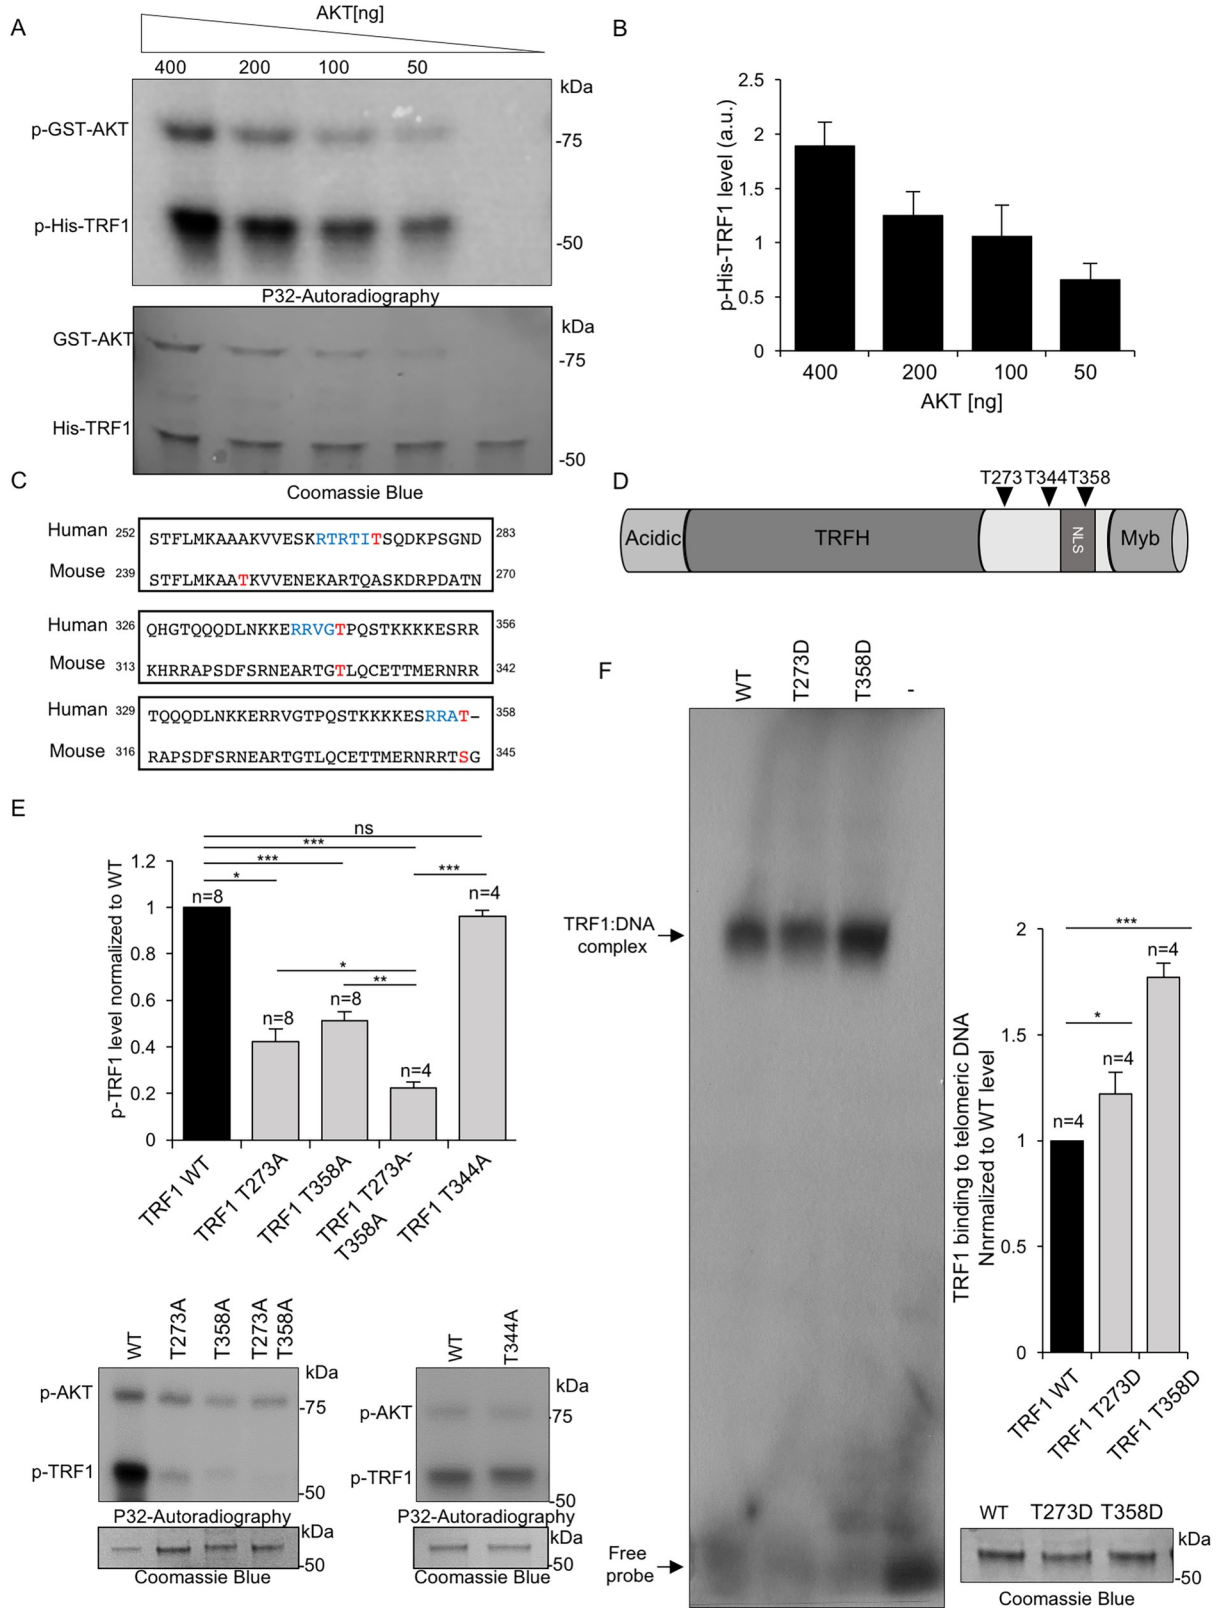 A
AKT[ng]
400 200 100 50
kDa
p-GST-AKT
-75
p-His-TRF1
-50
P32-Autoradiography
GST-AKT
kDa
-75
His-TRF1
-50
Coomassie Blue
B
p-His-TRF1 level (a.u.)
2.5
2
1.5
1
0.5
0
400 200 100 50
AKT [ng]
C
Human 252 STFLMKAAAKVVESKRTRTITSQDKPSGND 283
Mouse 239 STFLMKAATKVVENEKARTQASKDRPDATN 270
Human 326 QHGTQQQDLNKKERRVGTPQSTKKKKESRR 356
Mouse 313 KHRRAPSDFSRNEARTGTLQCETTMERNRR 342
Human 329 TQQQDLNKKERRVGTPQSTKKKKESRRAT- 358
Mouse 316 RAPSDFSRNEARTGTLQCETTMERNRRTSG 345
D
T273 T344 T358
Acidic TRFH NLS Myb
E
p-TRF1 level normalized to WT
1.2
1
0.8
0.6
0.4
0.2
0
ns
***
***
*
***
*
**
n=8
n=8
n=8
n=4
n=4
TRF1 WT
TRF1 T273A
TRF1 T358A
TRF1 T273A-
T358A
TRF1 T344A
WT
T273A
T358A
T273A
T358A
kDa
p-AKT
-75
p-TRF1
-50
P32-Autoradiography
kDa
-50
Coomassie Blue
WT
T344A
kDa
p-AKT
-75
p-TRF1
-50
P32-Autoradiography
kDa
-50
Coomassie Blue
F
WT
T273D
T358D
-
TRF1:DNA
complex
Free
probe
TRF1 binding to telomeric DNA
Nnrmalized to WT level
2
1.5
1
0.5
0
***
*
n=4
n=4
n=4
TRF1 WT
TRF1 T273D
TRF1 T358D
WT T273D T358D
kDa
-50
Coomassie Blue